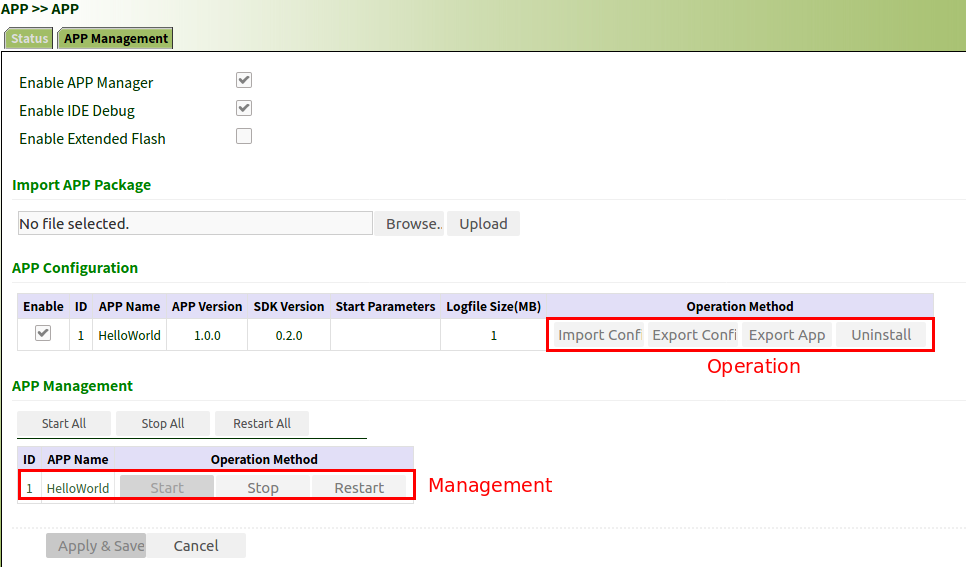 APP >> APP
Status APP Management
Enable APP Manager
Enable IDE Debug
Enable Extended Flash
Import APP Package
No file selected. Browse.. Upload
APP Configuration
Enable ID APP Name APP Version SDK Version Start Parameters Logfile Size(MB) Operation Method
1 HelloWorld 1.0.0 0.2.0 1 Import Confi Export Confi Export App Uninstall
Operation
APP Management
Start All Stop All Restart All
ID APP Name Operation Method
1 HelloWorld Start Stop Restart
Management
Apply & Save Cancel